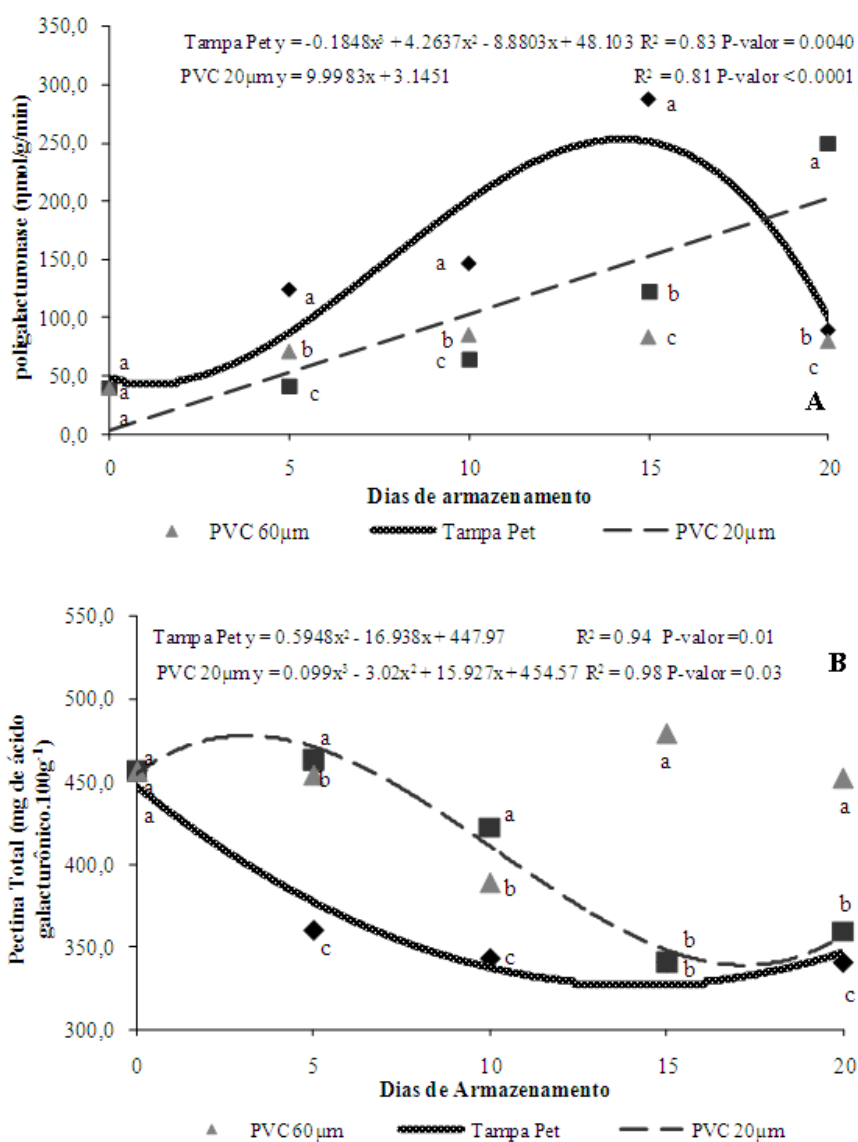 350,0
Tampa Pet y = -0.1848x³ + 4.2637x² - 8.8803x + 48.103 R² = 0.83 P-valor = 0.0040
300,0
PVC 20µm y = 9.9983x + 3.1451 R² = 0.81 P-valor < 0.0001
a
250,0
a
200,0
150,0
a
a
b
100,0
b
b
c
b
50,0
a
c
c
c
a
a
A
0,0
0 5 10 15 20
poligalacturonase (ηmol/g/min)
Dias de armazenamento
PVC 60µm Tampa Pet PVC 20µm
550,0
Tampa Pet y = 0.5948x² - 16.938x + 447.97 R² = 0.94 P-valor =0.01
B
PVC 20µm y = 0.099x³ - 3.02x² + 15.927x + 454.57 R² = 0.98 P-valor = 0.03
500,0
a
a
a
450,0
b
a
a
a
a
400,0
b
b
350,0
c
c
b
b
c
300,0
0 5 10 15 20
Pectina Total (mg de ácido
galacturônico.100g⁻¹)
Dias de Armazenamento
PVC 60µm Tampa Pet PVC 20µm